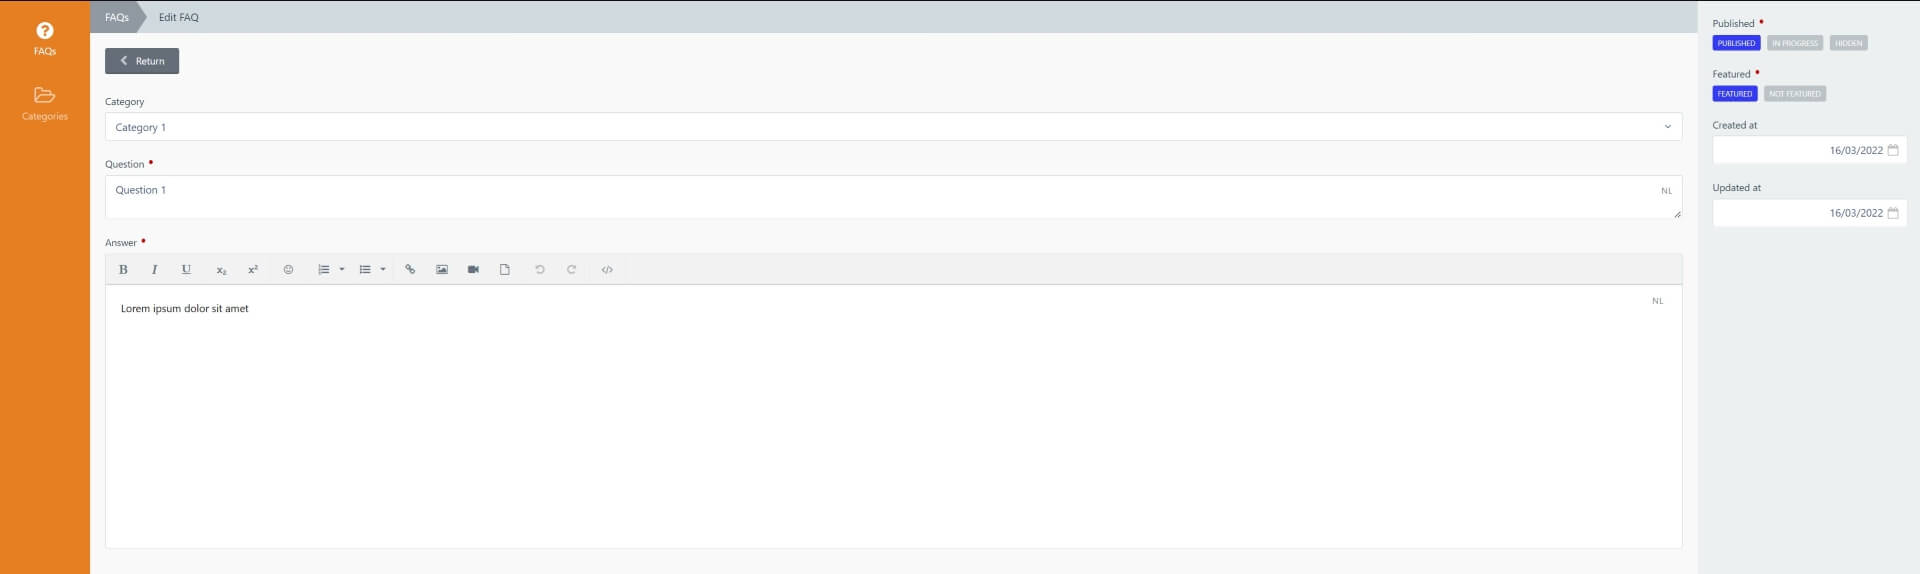 FAQs
Categories
FAQs
Edit FAQ
Return
Category
Category 1
Question
Question 1
NL
Answer
B I U x₂ x²
Lorem ipsum dolor sit amet
NL
Published
PUBLISHED IN PROGRESS HIDDEN
Featured
FEATURED NOT FEATURED
Created at
16/03/2022
Updated at
16/03/2022